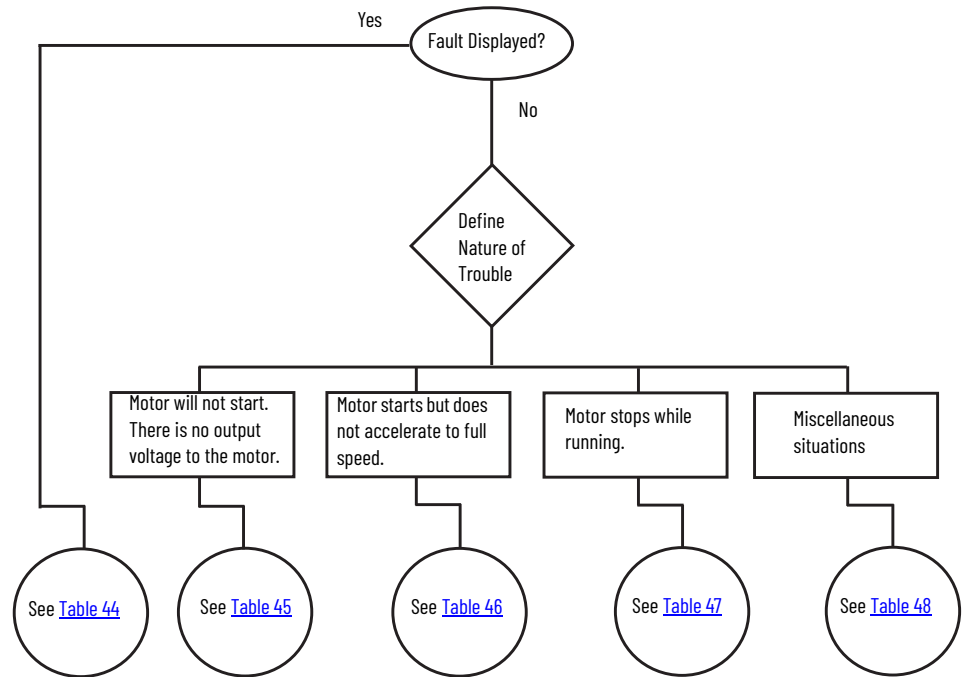 Yes
Fault Displayed?
No
Define
Nature of
Trouble
Motor will not start.
There is no output
voltage to the motor.
Motor starts but does
not accelerate to full
speed.
Motor stops while
running.
Miscellaneous
situations
See Table 44
See Table 45
See Table 46
See Table 47
See Table 48